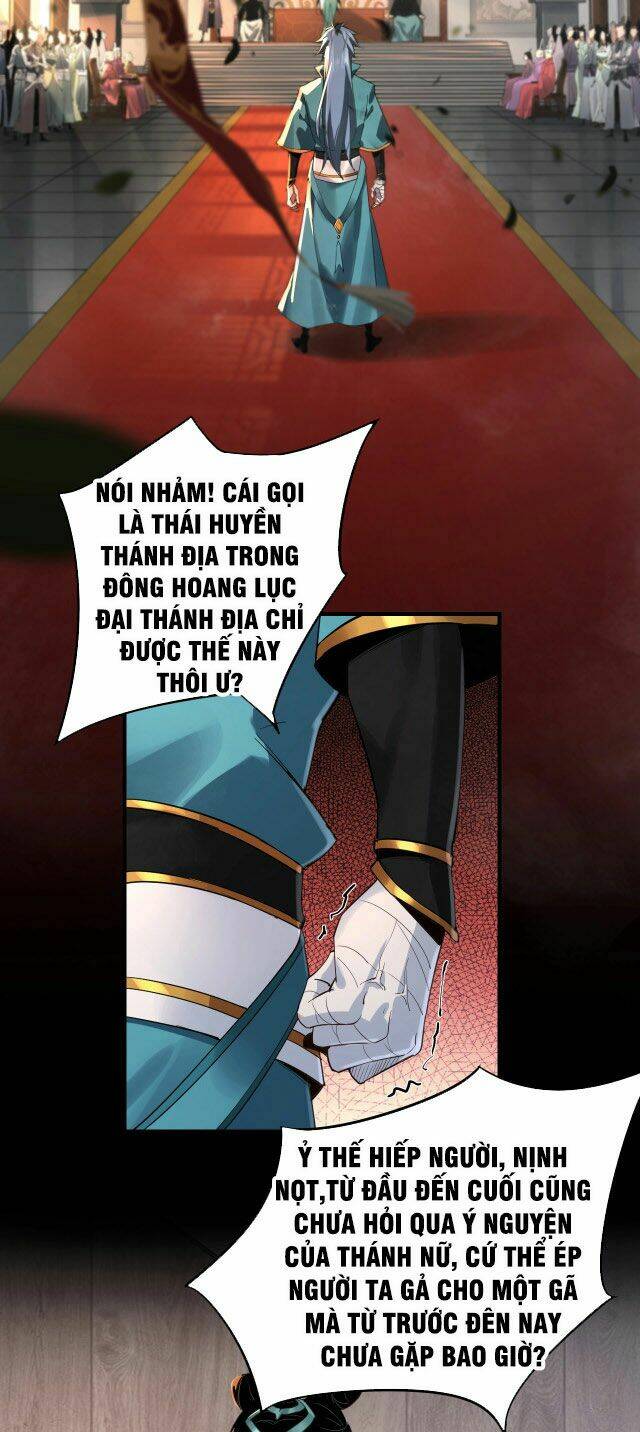 NÓI NHẢM! CÁI GỌI
LÀ THÁI HUYỀN
THÁNH ĐỊA TRONG
ĐÔNG HOANG LỤC
ĐẠI THÁNH ĐỊA CHỈ
ĐƯỢC THẾ NÀY
THÔI Ư?
Ỷ THẾ HIẾP NGƯỜI, NỊNH
NỌT,TỪ ĐẦU ĐẾN CUỐI CŨNG
CHƯA HỎI QUA Ý NGUYỆN
CỦA THÁNH NỮ, CỨ THẾ ÉP
NGƯỜI TA GẢ CHO MỘT GÃ
MÀ TỪ TRƯỚC ĐÊN NAY
CHƯA GẶP BAO GIỜ?